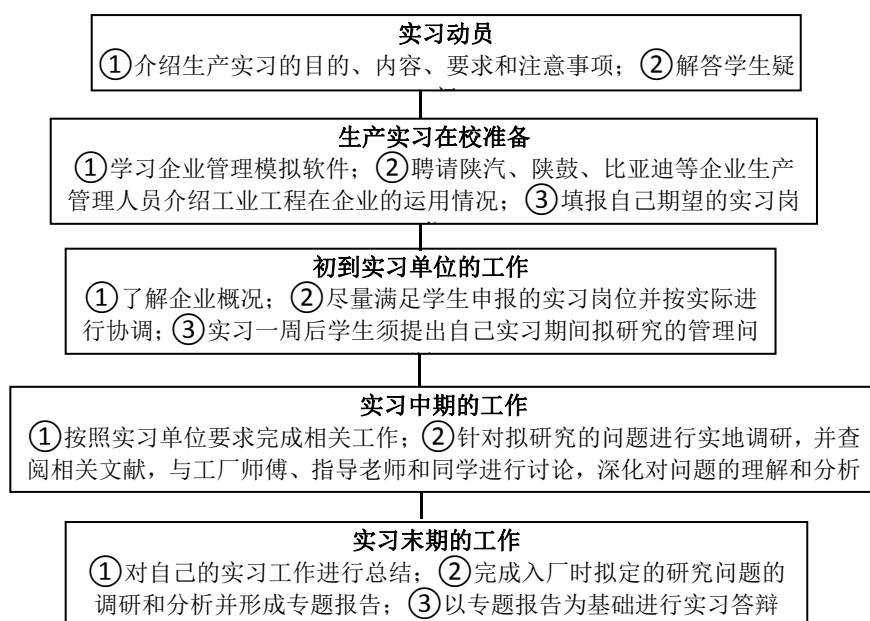 实习动员
①介绍生产实习的目的、内容、要求和注意事项；②解答学生疑
生产实习在校准备
①学习企业管理模拟软件；②聘请陕汽、陕鼓、比亚迪等企业生产
管理人员介绍工业工程在企业的运用情况；③填报自己期望的实习岗
初到实习单位的工作
①了解企业概况；②尽量满足学生申报的实习岗位并按实际进
行协调；③实习一周后学生须提出自己实习期间拟研究的管理问
实习中期的工作
①按照实习单位要求完成相关工作；②针对拟研究的问题进行实地调研，并查
阅相关文献，与工厂师傅、指导老师和同学进行讨论，深化对问题的理解和分析
实习末期的工作
①对自己的实习工作进行总结；②完成入厂时拟定的研究问题的
调研和分析并形成专题报告；③以专题报告为基础进行实习答辩